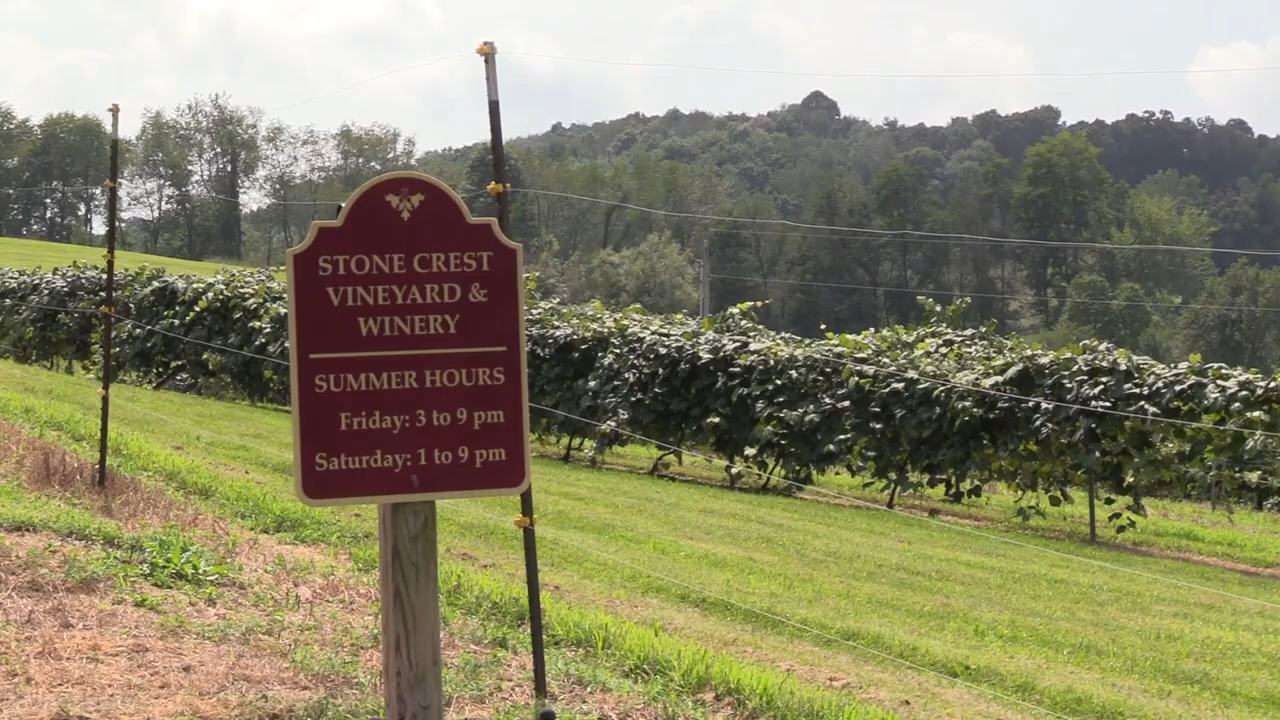 STONE CREST
VINEYARD &
WINERY
SUMMER HOURS
Friday: 3 to 9 pm
Saturday: 1 to 9 pm